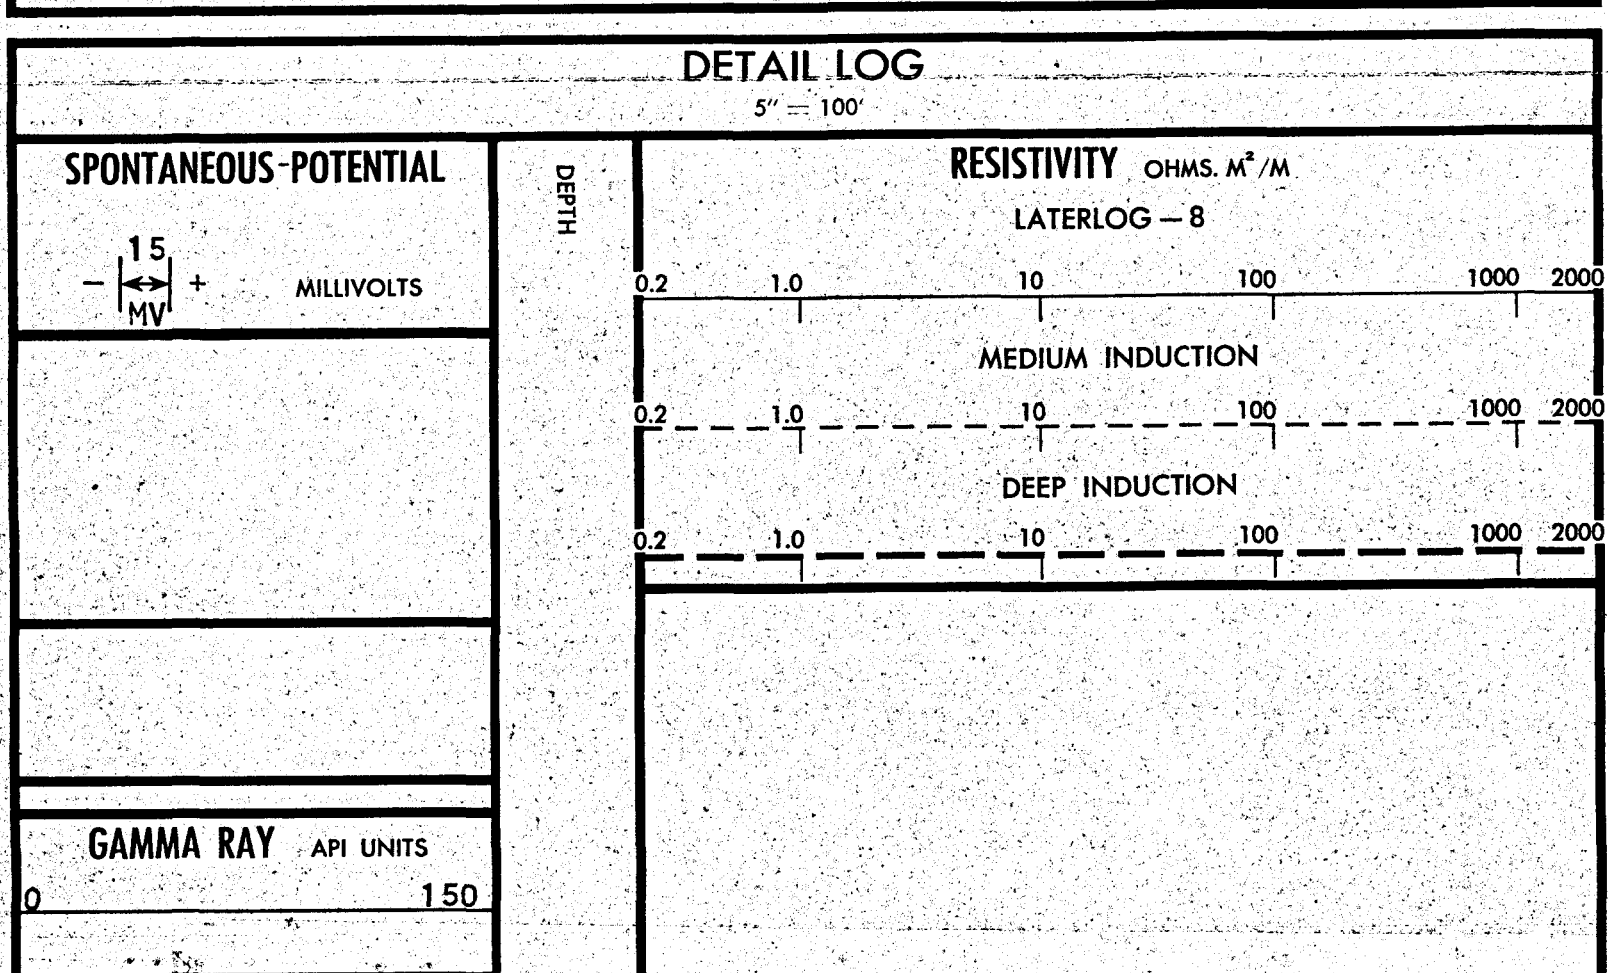 DETAIL LOG
5" = 100'
SPONTANEOUS-POTENTIAL
15
− +
MV
MILLIVOLTS
DEPTH
RESISTIVITY OHMS. M²/M
LATERLOG — 8
0.2 1.0 10 100 1000 2000
MEDIUM INDUCTION
0.2 1.0 10 100 1000 2000
DEEP INDUCTION
0.2 1.0 10 100 1000 2000
GAMMA RAY API UNITS
0 150